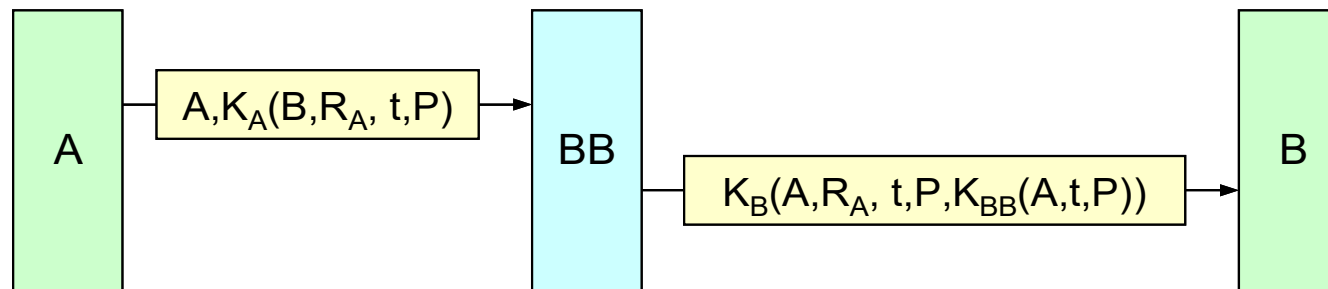 A
A,K_A(B,R_A, t,P)
BB
K_B(A,R_A, t,P,K_BB(A,t,P))
B